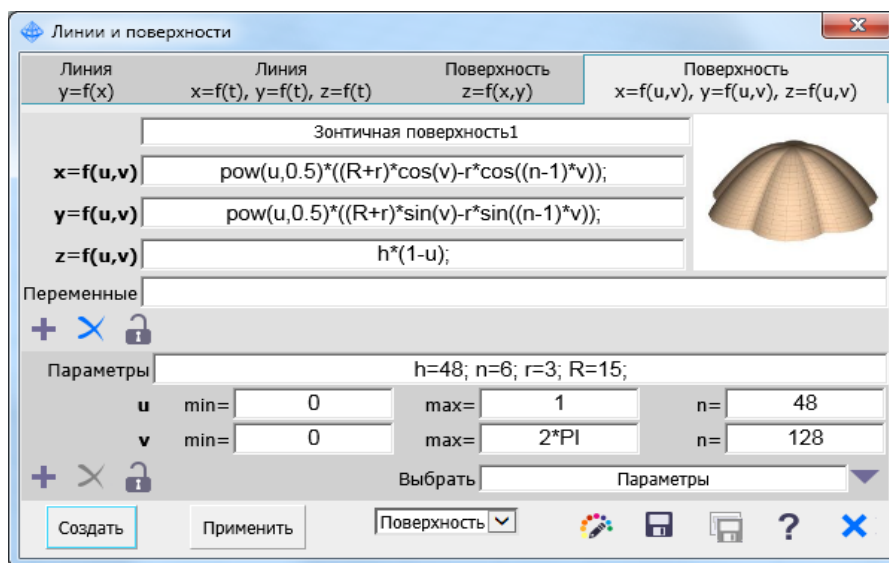 Линии и поверхности
Линия
y=f(x)
Линия
x=f(t), y=f(t), z=f(t)
Поверхность
z=f(x,y)
Поверхность
x=f(u,v), y=f(u,v), z=f(u,v)
Зонтичная поверхность1
x=f(u,v) pow(u,0.5)*((R+r)*cos(v)-r*cos((n-1)*v));
y=f(u,v) pow(u,0.5)*((R+r)*sin(v)-r*sin((n-1)*v));
z=f(u,v) h*(1-u);
Переменные
Параметры h=48; n=6; r=3; R=15;
u min= 0 max= 1 n= 48
v min= 0 max= 2*PI n= 128
Выбрать Параметры
Создать Применить Поверхность ?